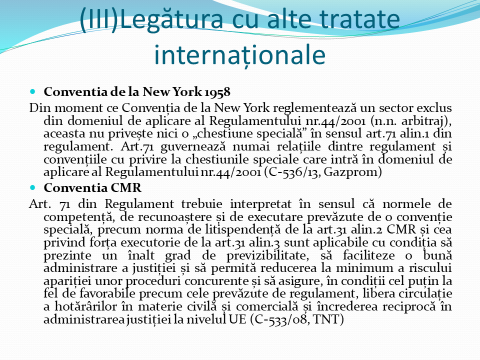 (III)Legătura cu alte tratate
internaționale
Conventia de la New York 1958
Din moment ce Convenția de la New York reglementează un sector exclus
din domeniul de aplicare al Regulamentului nr.44/2001 (n.n. arbitraj),
aceasta nu privește nici o „chestiune specială” în sensul art.71 alin.1 din
regulament. Art.71 guvernează numai relațiile dintre regulament și
convențiile cu privire la chestiunile speciale care intră în domeniul de
aplicare al Regulamentului nr.44/2001 (C-536/13, Gazprom)
Conventia CMR
Art. 71 din Regulament trebuie interpretat în sensul că normele de
competență, de recunoaștere și de executare prevăzute de o convenție
specială, precum norma de litispendență de la art.31 alin.2 CMR și cea
privind forța executorie de la art.31 alin.3 sunt aplicabile cu condiția să
prezinte un înalt grad de previzibilitate, să faciliteze o bună
administrare a justiției și să permită reducerea la minimum a riscului
apariției unor proceduri concurente și să asigure, în condiții cel puțin la
fel de favorabile precum cele prevăzute de regulament, libera circulație
a hotărârilor în materie civilă și comercială și încrederea reciprocă în
administrarea justiției la nivelul UE (C-533/08, TNT)